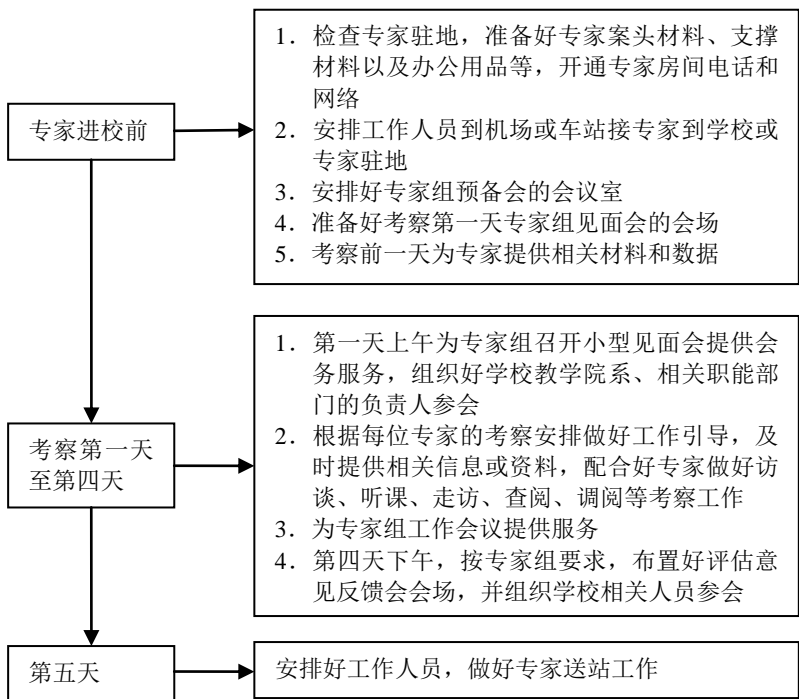 专家进校前
1．检查专家驻地，准备好专家案头材料、支撑
材料以及办公用品等，开通专家房间电话和
网络
2．安排工作人员到机场或车站接专家到学校或
专家驻地
3．安排好专家组预备会的会议室
4．准备好考察第一天专家组见面会的会场
5．考察前一天为专家提供相关材料和数据
考察第一天
至第四天
1．第一天上午为专家组召开小型见面会提供会
务服务，组织好学校教学院系、相关职能部
门的负责人参会
2．根据每位专家的考察安排做好工作引导，及
时提供相关信息或资料，配合好专家做好访
谈、听课、走访、查阅、调阅等考察工作
3．为专家组工作会议提供服务
4．第四天下午，按专家组要求，布置好评估意
见反馈会会场，并组织学校相关人员参会
第五天
安排好工作人员，做好专家送站工作